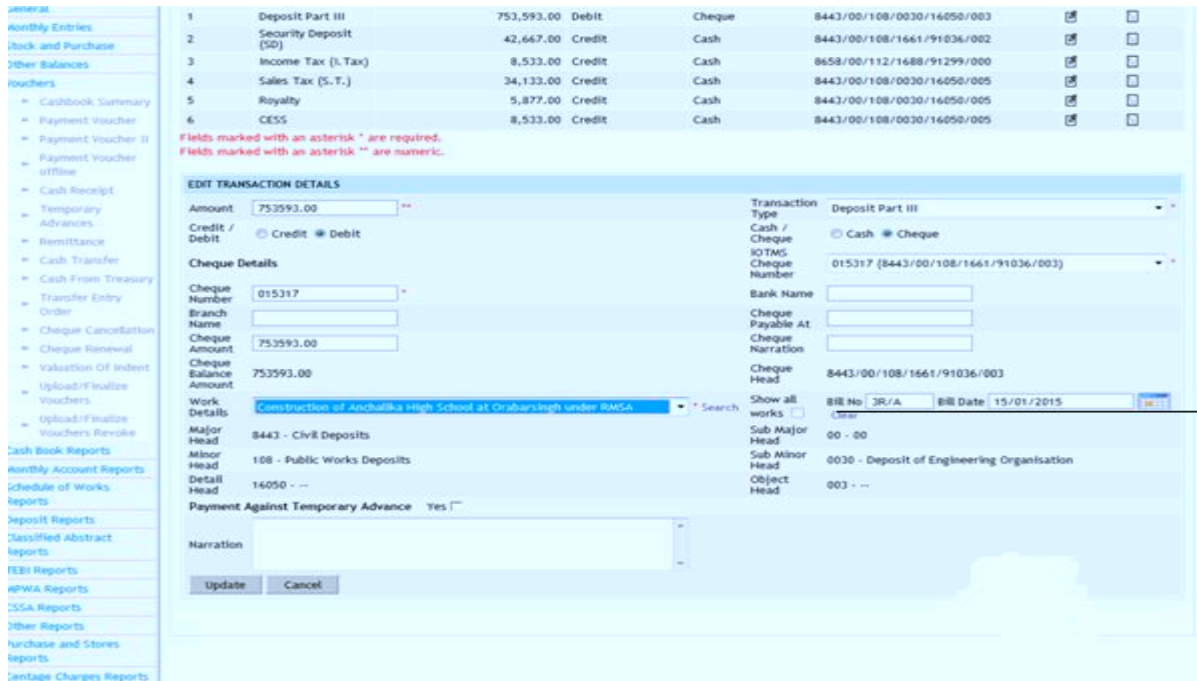 General
Monthly Entries
Stock and Purchase
Other Balances
Vouchers
Cashbook Summary
Payment Voucher
Payment Voucher II
Payment Voucher
offline
Cash Receipt
Temporary
Advances
Remittance
Cash Transfer
Cash From Treasury
Transfer Entry
Order
Cheque Cancellation
Cheque Renewal
Valuation Of Indent
Upload/Finalize
Vouchers
Upload/Finalize
Vouchers Revoke
Cash Book Reports
Monthly Account Reports
Schedule of Works
Reports
Deposit Reports
Classified Abstract
Reports
TEBI Reports
MPWA Reports
CSSA Reports
Other Reports
Purchase and Stores
Reports
Centage Charges Reports
1 Deposit Part III 753,593.00 Debit Cheque 8443/00/108/0030/16050/003
2 Security Deposit (SD) 42,667.00 Credit Cash 8443/00/108/1661/91036/002
3 Income Tax (I.Tax) 8,533.00 Credit Cash 8658/00/112/1688/91299/000
4 Sales Tax (S.T.) 34,133.00 Credit Cash 8443/00/108/0030/16050/005
5 Royalty 5,877.00 Credit Cash 8443/00/108/0030/16050/005
6 CESS 8,533.00 Credit Cash 8443/00/108/0030/16050/005
Fields marked with an asterisk * are required.
Fields marked with an asterisk ** are numeric.
EDIT TRANSACTION DETAILS
Amount 753593.00 ** Transaction Type Deposit Part III *
Credit / Debit Credit Debit Cash / Cheque Cash Cheque
Cheque Details IOTMS Cheque Number 015317 (8443/00/108/1661/91036/003) *
Cheque Number 015317 * Bank Name
Branch Name Cheque Payable At
Cheque Amount 753593.00 Cheque Narration
Cheque Balance Amount 753593.00 Cheque Head 8443/00/108/1661/91036/003
Work Details Construction of Anchalika High School at Orabarsingh under RMSA * Search Show all works Bill No 3R/A Bill Date 15/01/2015
Clear
Major Head 8443 - Civil Deposits Sub Major Head 00 - 00
Minor Head 108 - Public Works Deposits Sub Minor Head 0030 - Deposit of Engineering Organisation
Detail Head 16050 - -- Object Head 003 - --
Payment Against Temporary Advance Yes
Narration
Update Cancel